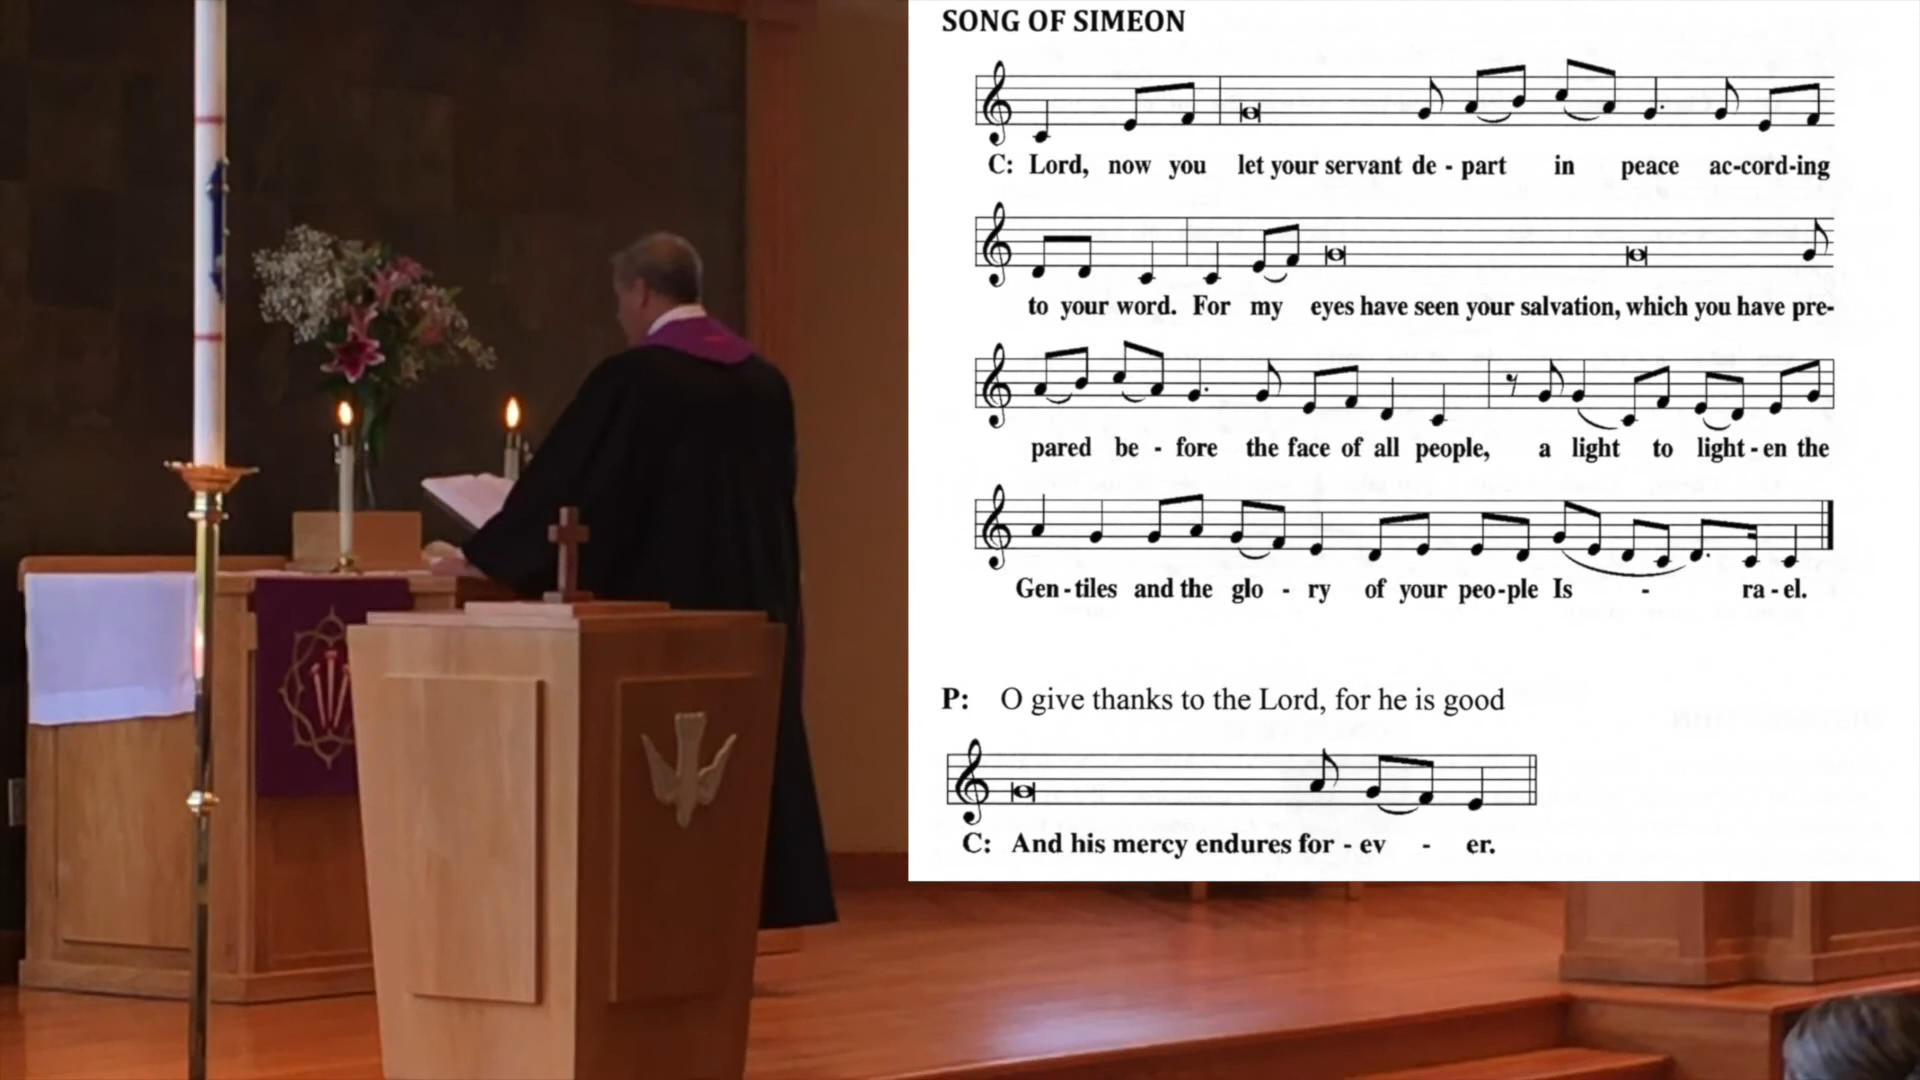 SONG OF SIMEON
C: Lord, now you let your servant de - part in peace ac-cord-ing
to your word. For my eyes have seen your salvation, which you have pre-
pared be - fore the face of all people, a light to light - en the
Gen - tiles and the glo - ry of your peo-ple Is - ra - el.
P: O give thanks to the Lord, for he is good
C: And his mercy endures for - ev - er.